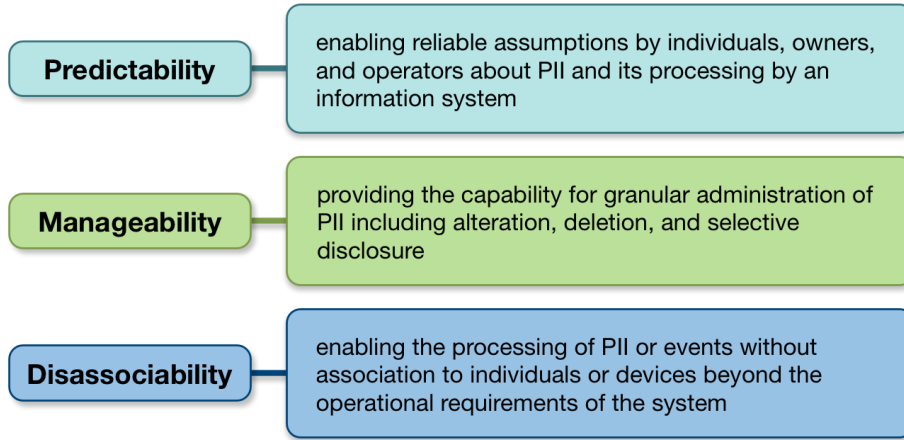 Predictability
enabling reliable assumptions by individuals, owners,
and operators about PII and its processing by an
information system
Manageability
providing the capability for granular administration of
PII including alteration, deletion, and selective
disclosure
Disassociability
enabling the processing of PII or events without
association to individuals or devices beyond the
operational requirements of the system